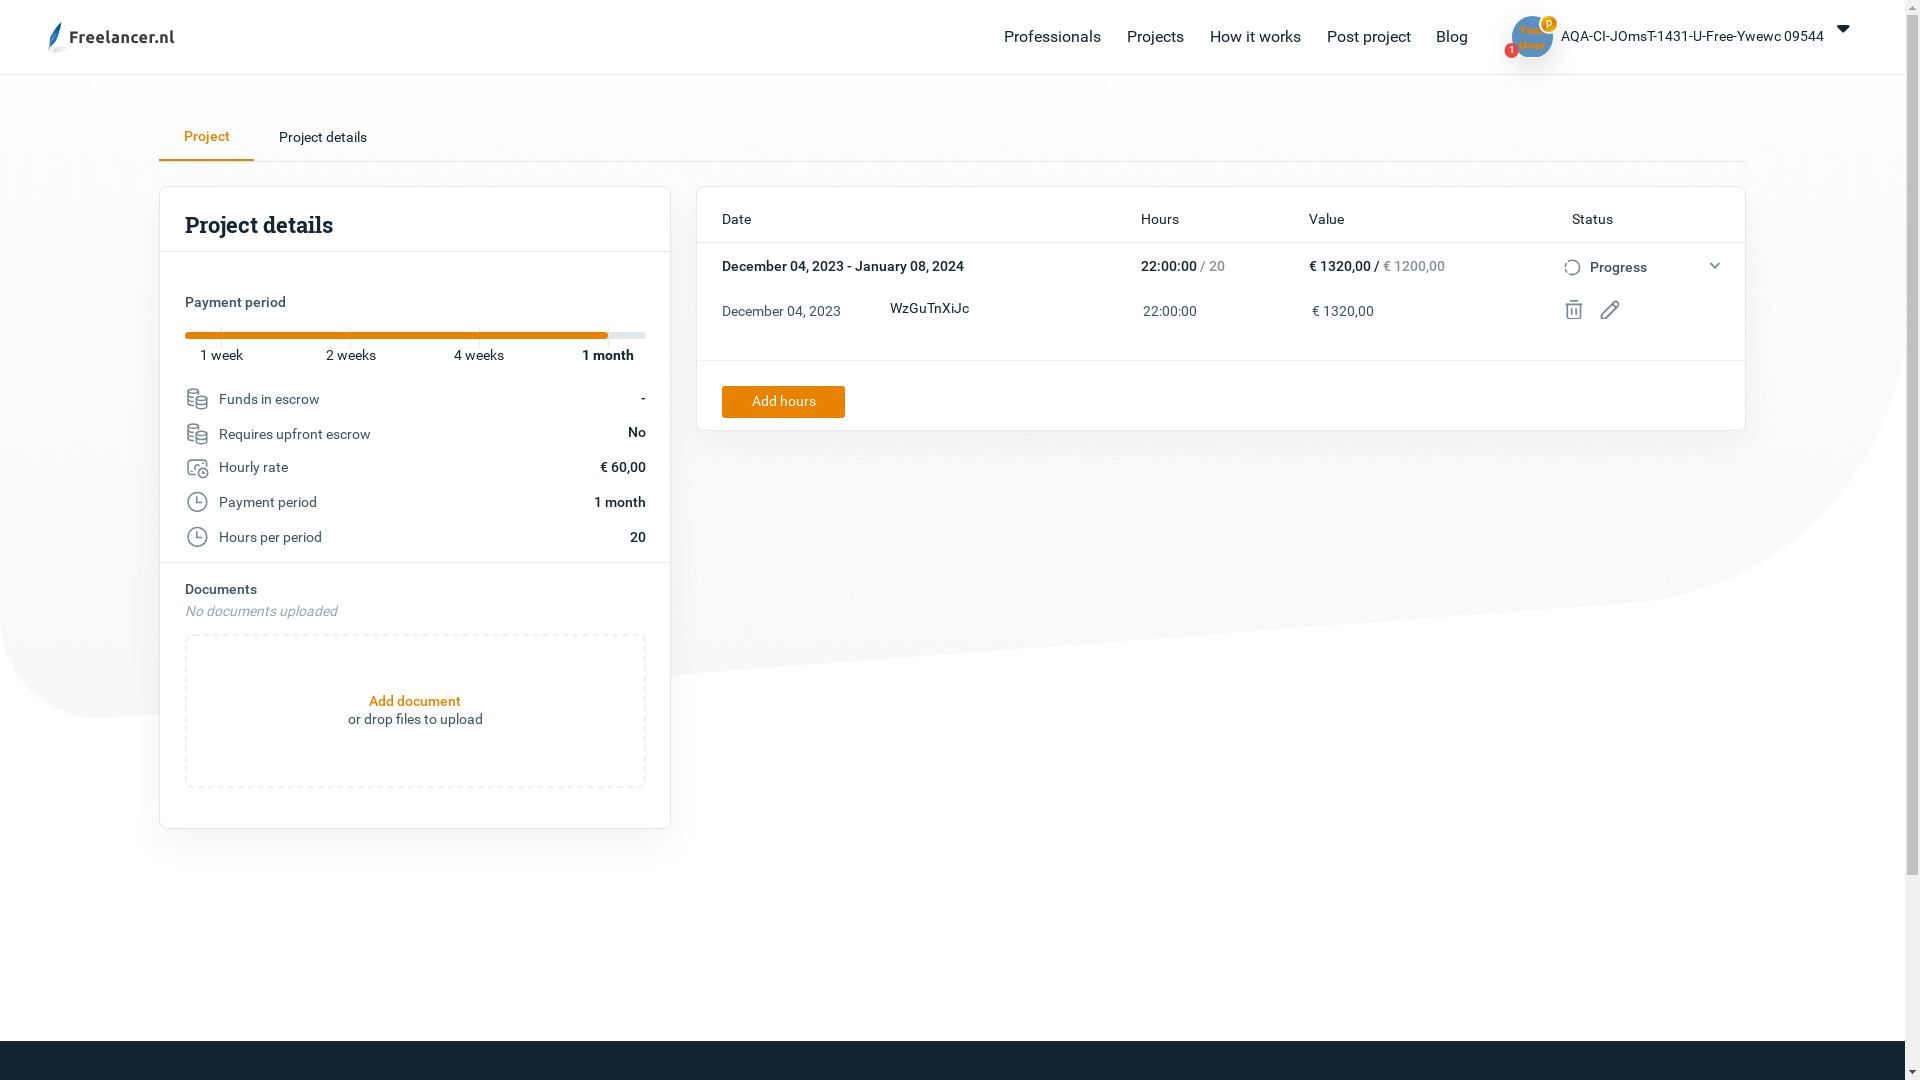 Freelancer.nl
Professionals
Projects
How it works
Post project
Blog
p
1
AQA-CI-JOmsT-1431-U-Free-Ywewc 09544
Project
Project details
Project details
Payment period
1 week
2 weeks
4 weeks
1 month
Funds in escrow -
Requires upfront escrow No
Hourly rate € 60,00
Payment period 1 month
Hours per period 20
Documents
No documents uploaded
Add document
or drop files to upload
Date Hours Value Status
December 04, 2023 - January 08, 2024 22:00:00 / 20 € 1320,00 / € 1200,00 Progress
December 04, 2023 WzGuTnXiJc 22:00:00 € 1320,00
Add hours